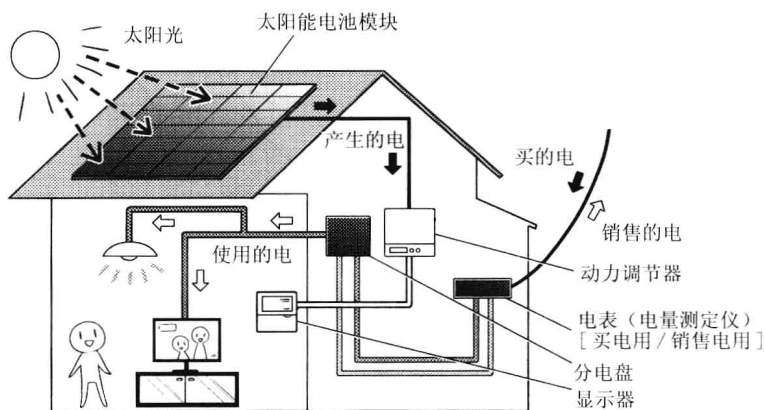 太阳光
太阳能电池模块
产生的电
买的电
销售的电
使用的电
动力调节器
电表（电量测定仪）
［买电用/销售电用］
分电盘
显示器